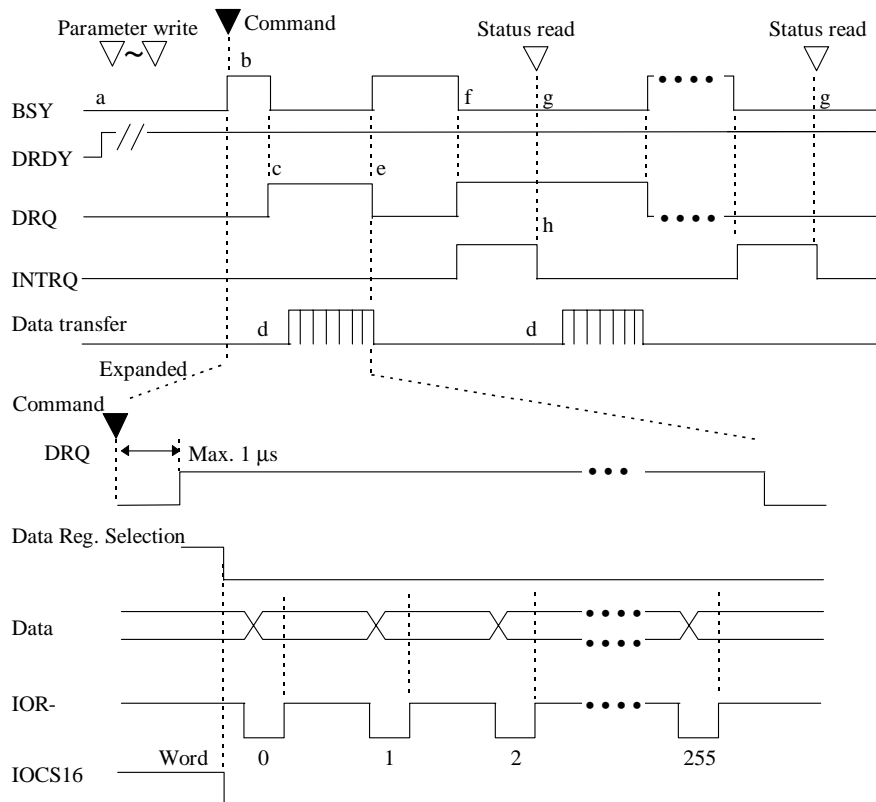 Parameter write
Command
Status read
Status read
b
a
f
g
g
BSY
DRDY
c
e
DRQ
h
INTRQ
Data transfer
d
d
Expanded
Command
DRQ
Max. 1 μs
Data Reg. Selection
Data
IOR-
Word
0
1
2
255
IOCS16